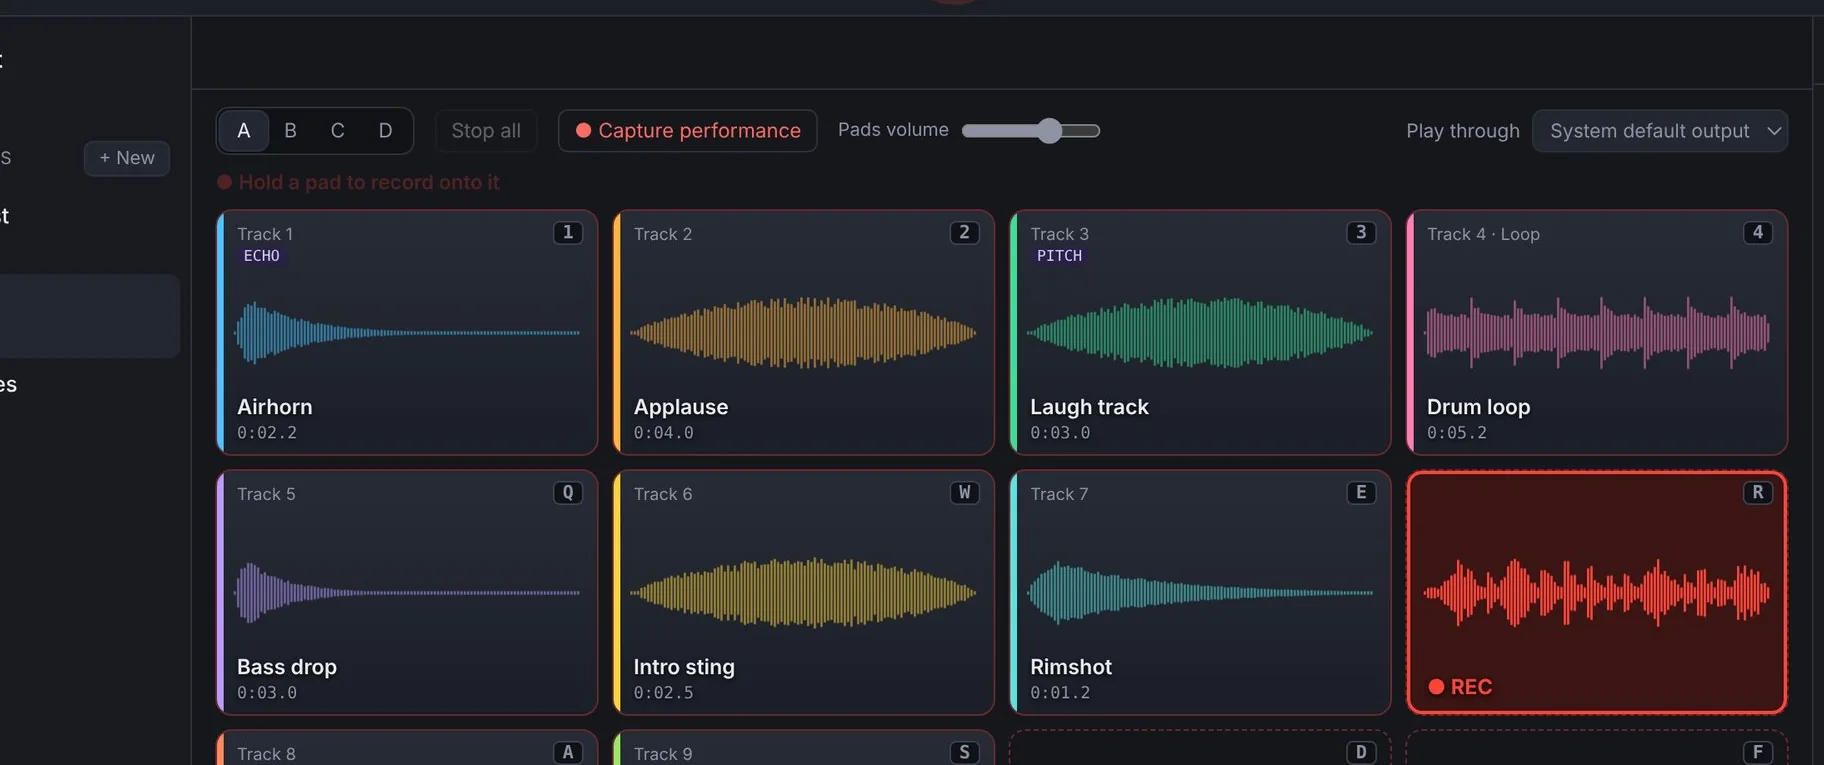 t
A B C D Stop all Capture performance Pads volume Play through System default output
S + New
Hold a pad to record onto it
st
Track 1 1 Track 2 2 Track 3 3 Track 4 · Loop 4
ECHO PITCH
es
Airhorn Applause Laugh track Drum loop
0:02.2 0:04.0 0:03.0 0:05.2
Track 5 Q Track 6 W Track 7 E R
Bass drop Intro sting Rimshot REC
0:03.0 0:02.5 0:01.2
Track 8 A Track 9 S D F